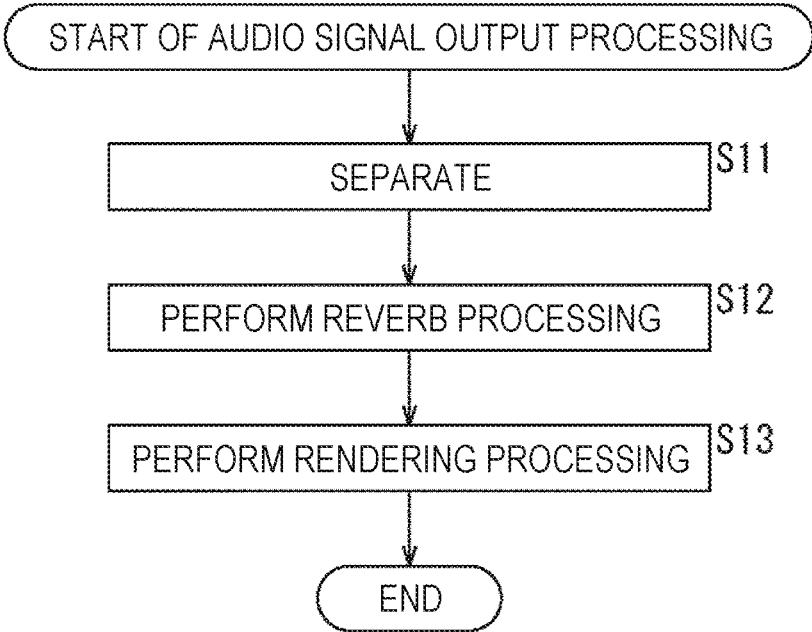 START OF AUDIO SIGNAL OUTPUT PROCESSING
S11
SEPARATE
S12
PERFORM REVERB PROCESSING
S13
PERFORM RENDERING PROCESSING
END